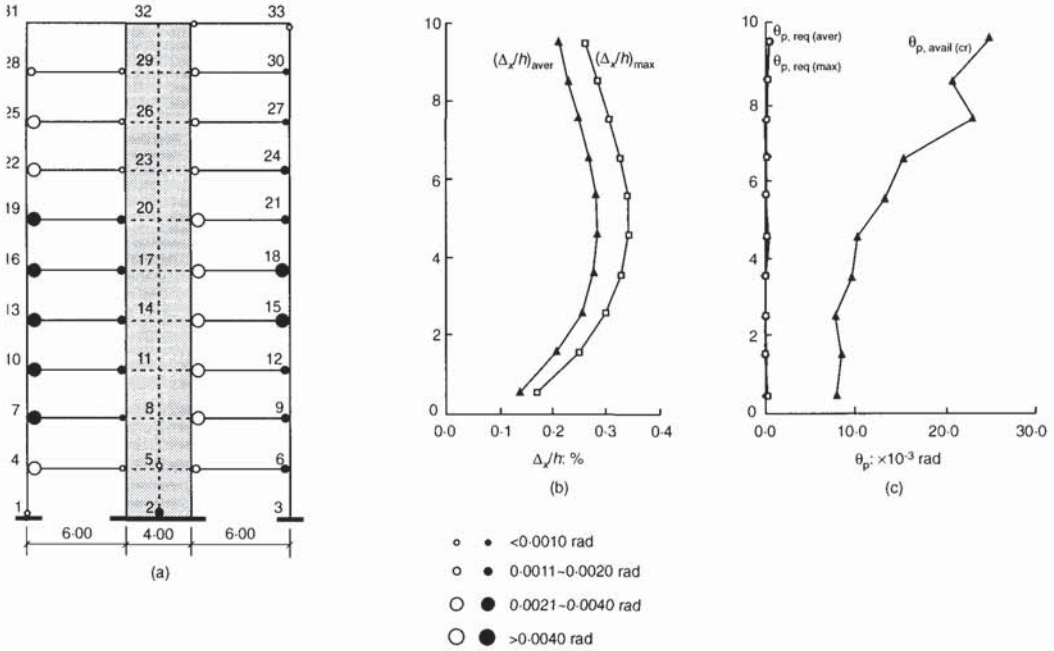 31 32 33
28 29 30
25 26 27
22 23 24
19 20 21
16 17 18
13 14 15
10 11 12
7 8 9
4 5 6
1 2 3
6·00 4·00 6·00
(a)
10
8
6
4
2
0
(Δx/h)aver
(Δx/h)max
0·0 0·1 0·2 0·3 0·4
Δx/h: %
(b)
10
8
6
4
2
0
θp, req (aver)
θp, req (max)
θp, avail (cr)
0·0 10·0 20·0 30·0
θp: ×10-3 rad
(c)
<0·0010 rad
0·0011~0·0020 rad
0·0021~0·0040 rad
>0·0040 rad